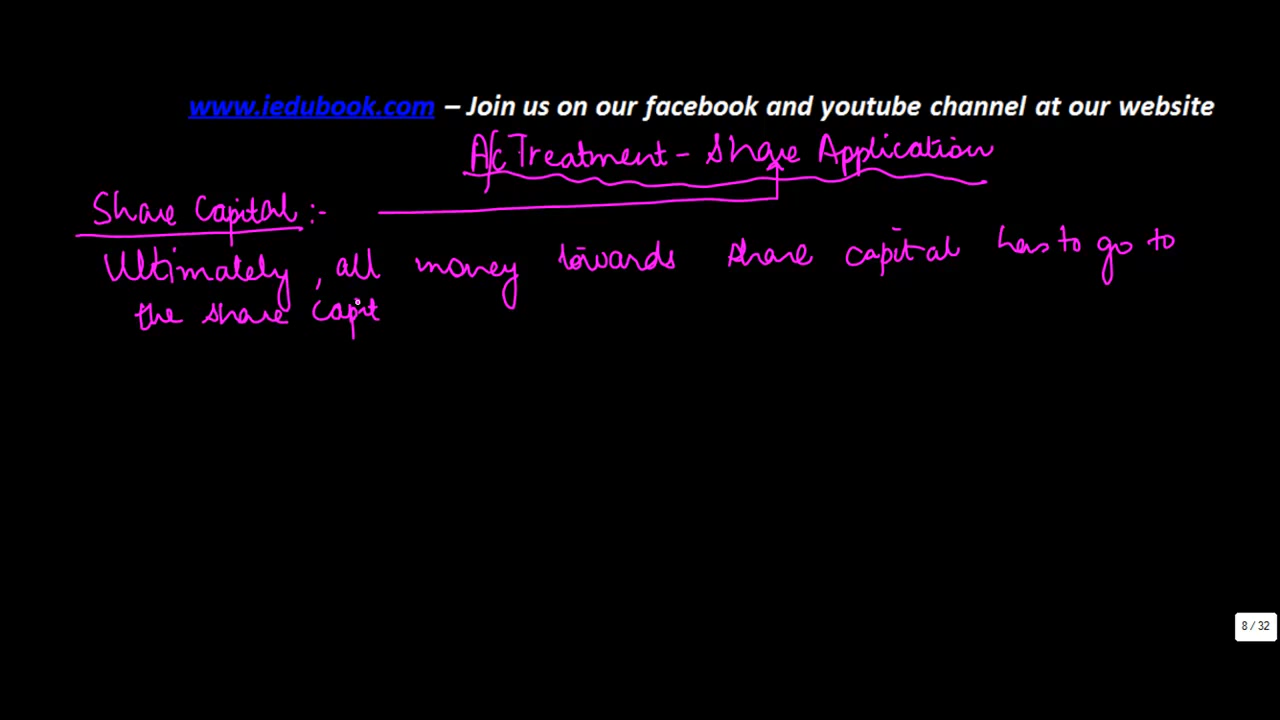 www.iedubook.com – Join us on our facebook and youtube channel at our website
A/c Treatment - Share Application
Share Capital :-
Ultimately, all money towards share capital has to go to
the share capit
8 / 32